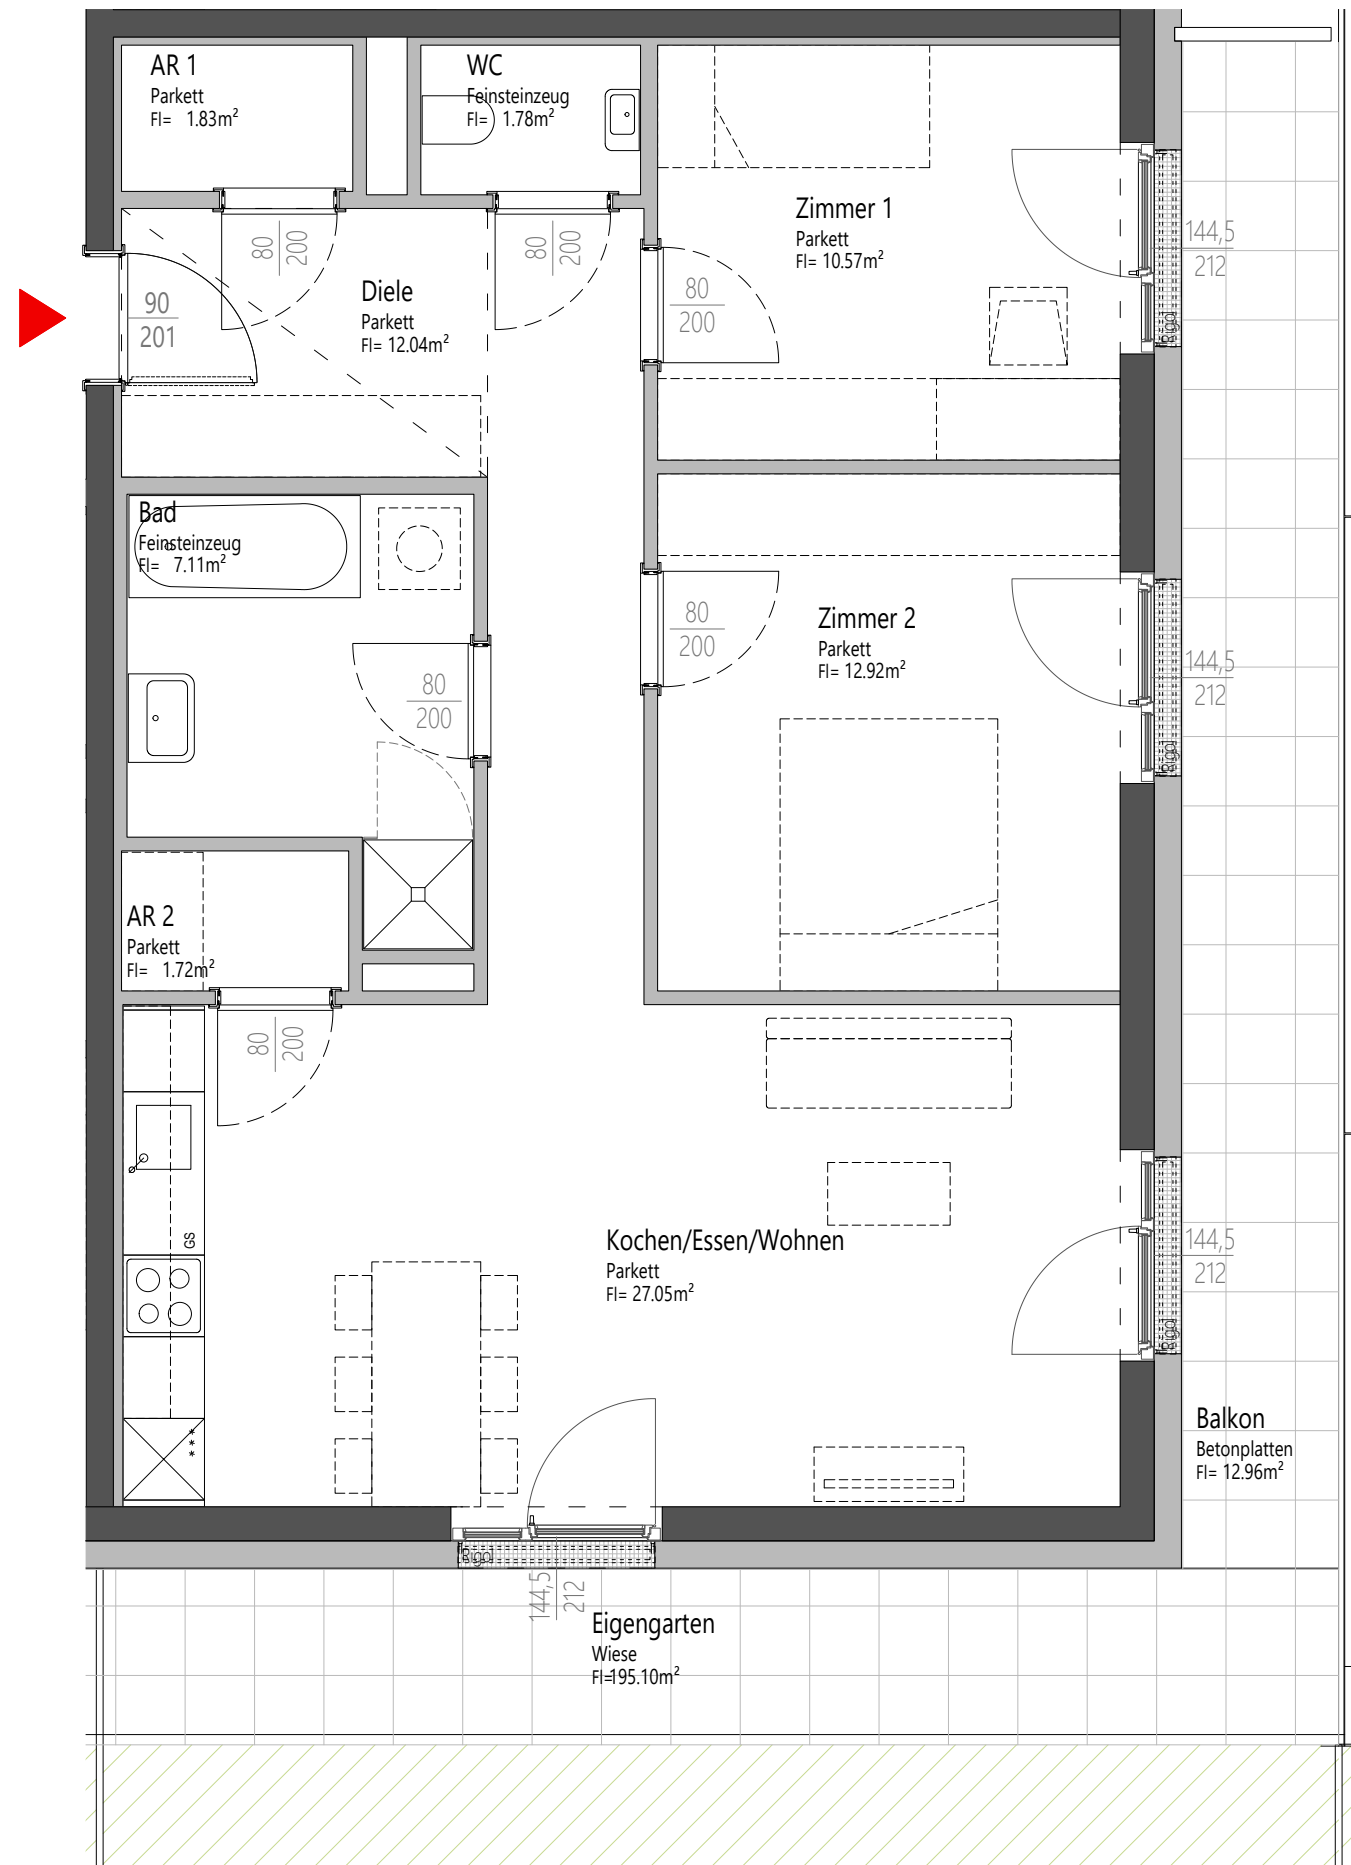 AR 1
Parkett
Fl= 1.83m²
WC
Feinsteinzeug
Fl= 1.78m²
Zimmer 1
Parkett
Fl= 10.57m²
144,5
212
Rigol
80
200
80
200
Diele
Parkett
Fl= 12.04m²
90
201
80
200
Bad
Feinsteinzeug
Fl= 7.11m²
80
200
Zimmer 2
Parkett
Fl= 12.92m²
144,5
212
Rigol
80
200
AR 2
Parkett
Fl= 1.72m²
80
200
GS
Kochen/Essen/Wohnen
Parkett
Fl= 27.05m²
144,5
212
Rigol
***
Balkon
Betonplatten
Fl= 12.96m²
Rigol
144,5
212
Eigengarten
Wiese
Fl=195.10m²